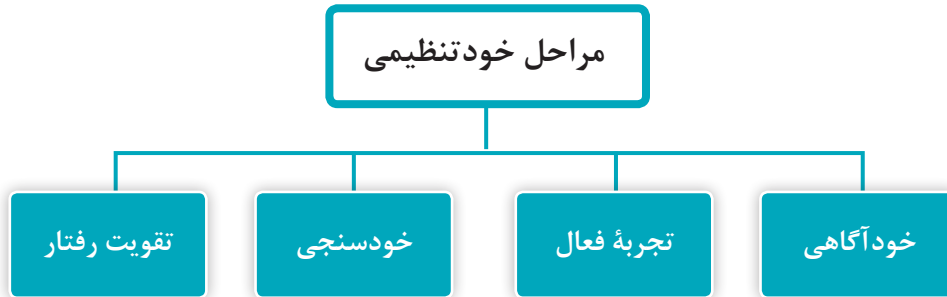 مراحل خودتنظیمی
خودآگاهی
تجربهٔ فعال
خودسنجی
تقویت رفتار